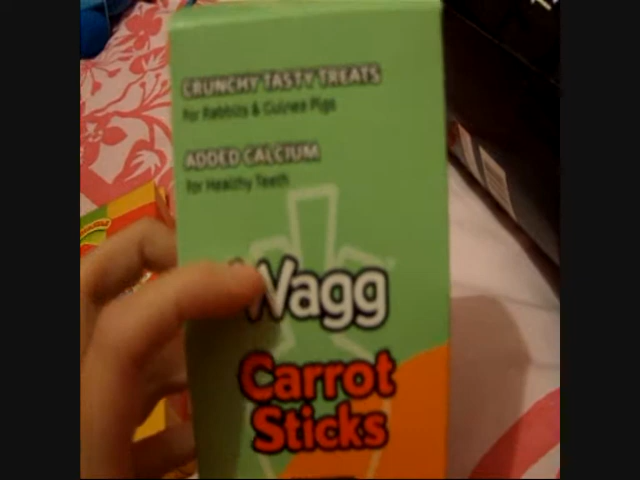 CRUNCHY TASTY TREATS
For Rabbits & Guinea Pigs
ADDED CALCIUM
For Healthy Teeth
Wagg
Carrot
Sticks